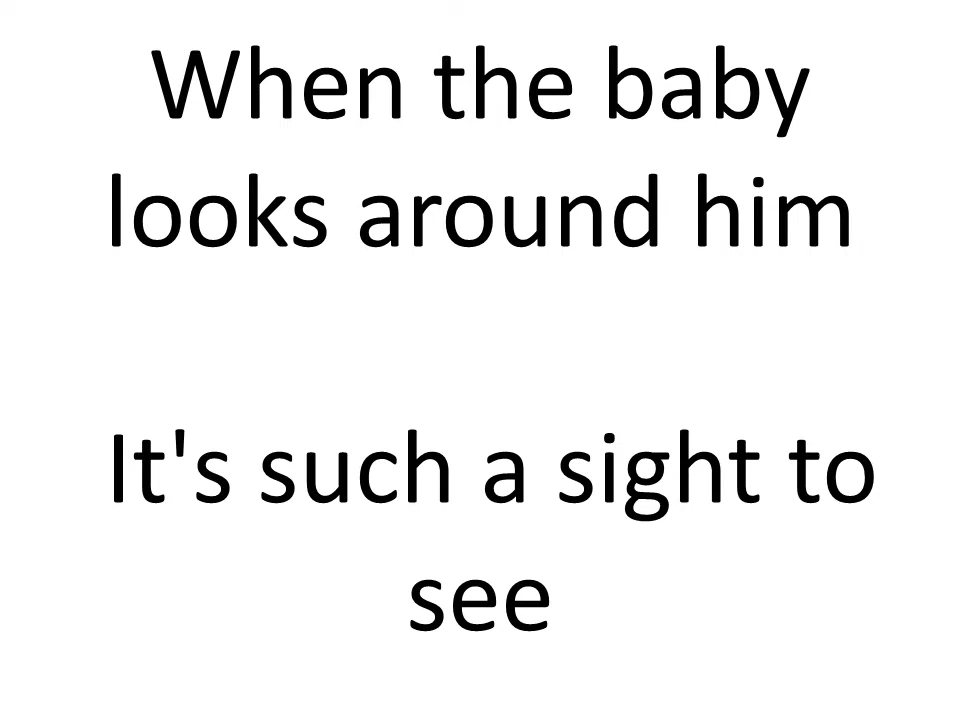 When the baby
looks around him
It's such a sight to
see